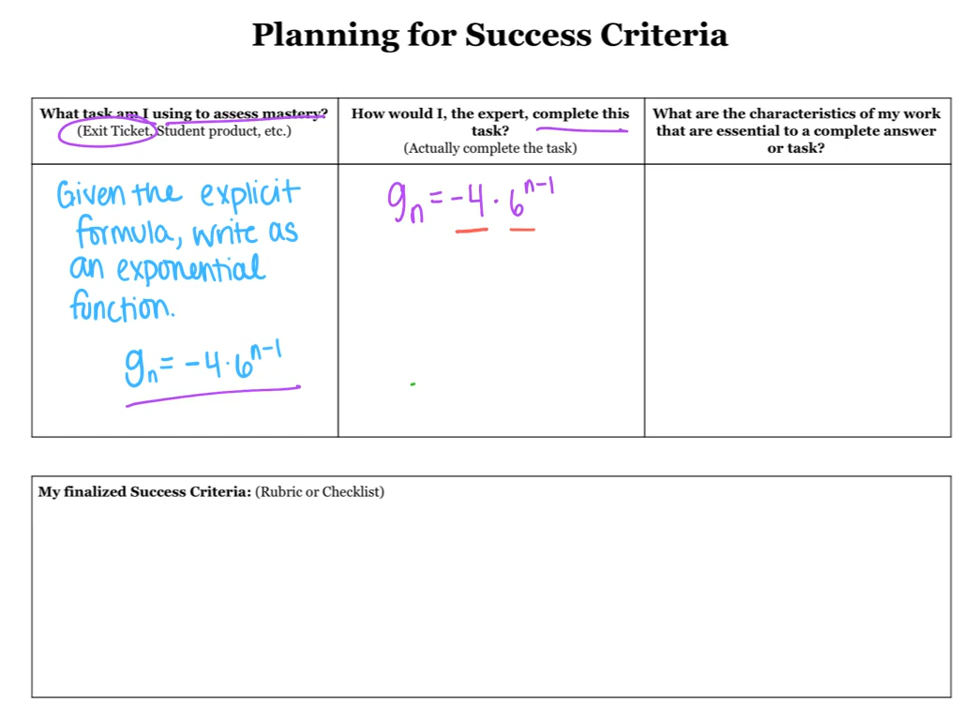 Planning for Success Criteria
What task am I using to assess mastery?
(Exit Ticket, Student product, etc.)
How would I, the expert, complete this
task?
(Actually complete the task)
What are the characteristics of my work
that are essential to a complete answer
or task?
Given the explicit
formula, write as
an exponential
function.
gₙ = -4 · 6ⁿ⁻¹
gₙ = -4 · 6ⁿ⁻¹
My finalized Success Criteria: (Rubric or Checklist)